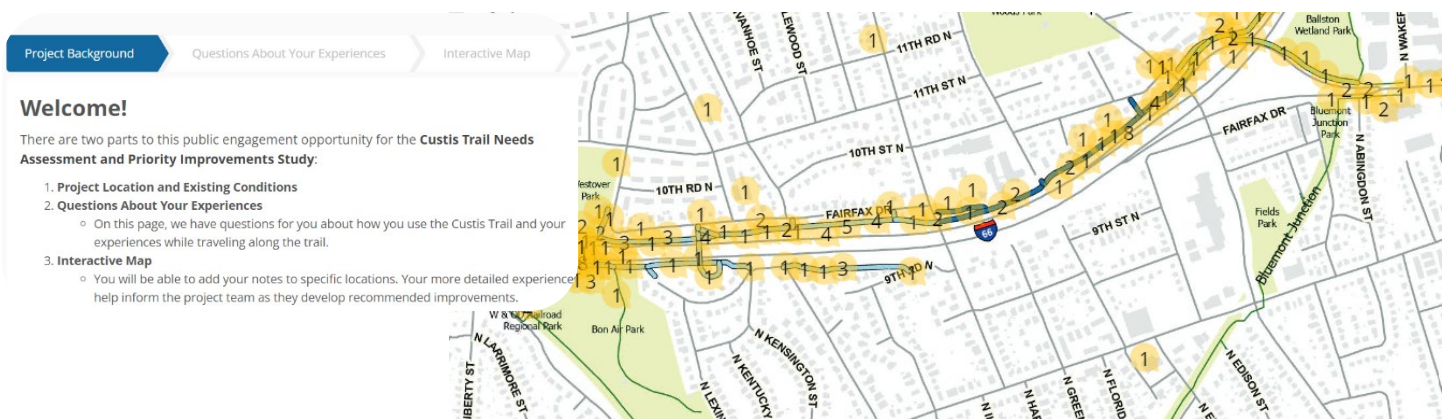 Project Background
Questions About Your Experiences
Interactive Map
Welcome!
There are two parts to this public engagement opportunity for the Custis Trail Needs
Assessment and Priority Improvements Study:
1. Project Location and Existing Conditions
2. Questions About Your Experiences
On this page, we have questions for you about how you use the Custis Trail and your
experiences while traveling along the trail.
3. Interactive Map
You will be able to add your notes to specific locations. Your more detailed experience
help inform the project team as they develop recommended improvements.
Woods Park
Ballston
Wetland Park
11TH RD N
11TH ST N
10TH ST N
10TH RD N
FAIRFAX DR
FAIRFAX DR
66
9TH ST N
9TH RD N
Bluemont
Junction
Park
N ABINGDON ST
Fields
Park
Bluemont Junction
Park
Regional Park
Bon Air Park
N LARRIMORE ST
N KENSINGTON
N KENTUCKY
N EDISON ST